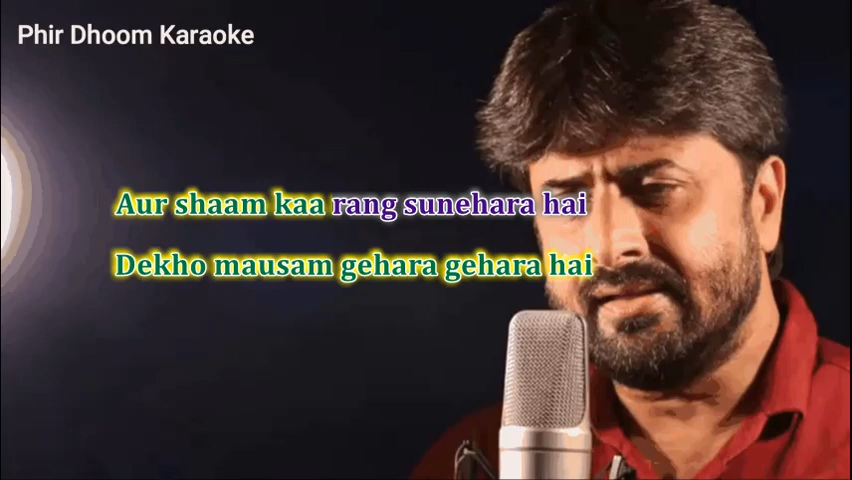 Phir Dhoom Karaoke
Aur shaam kaa rang sunehara hai
Dekho mausam gehara gehara hai